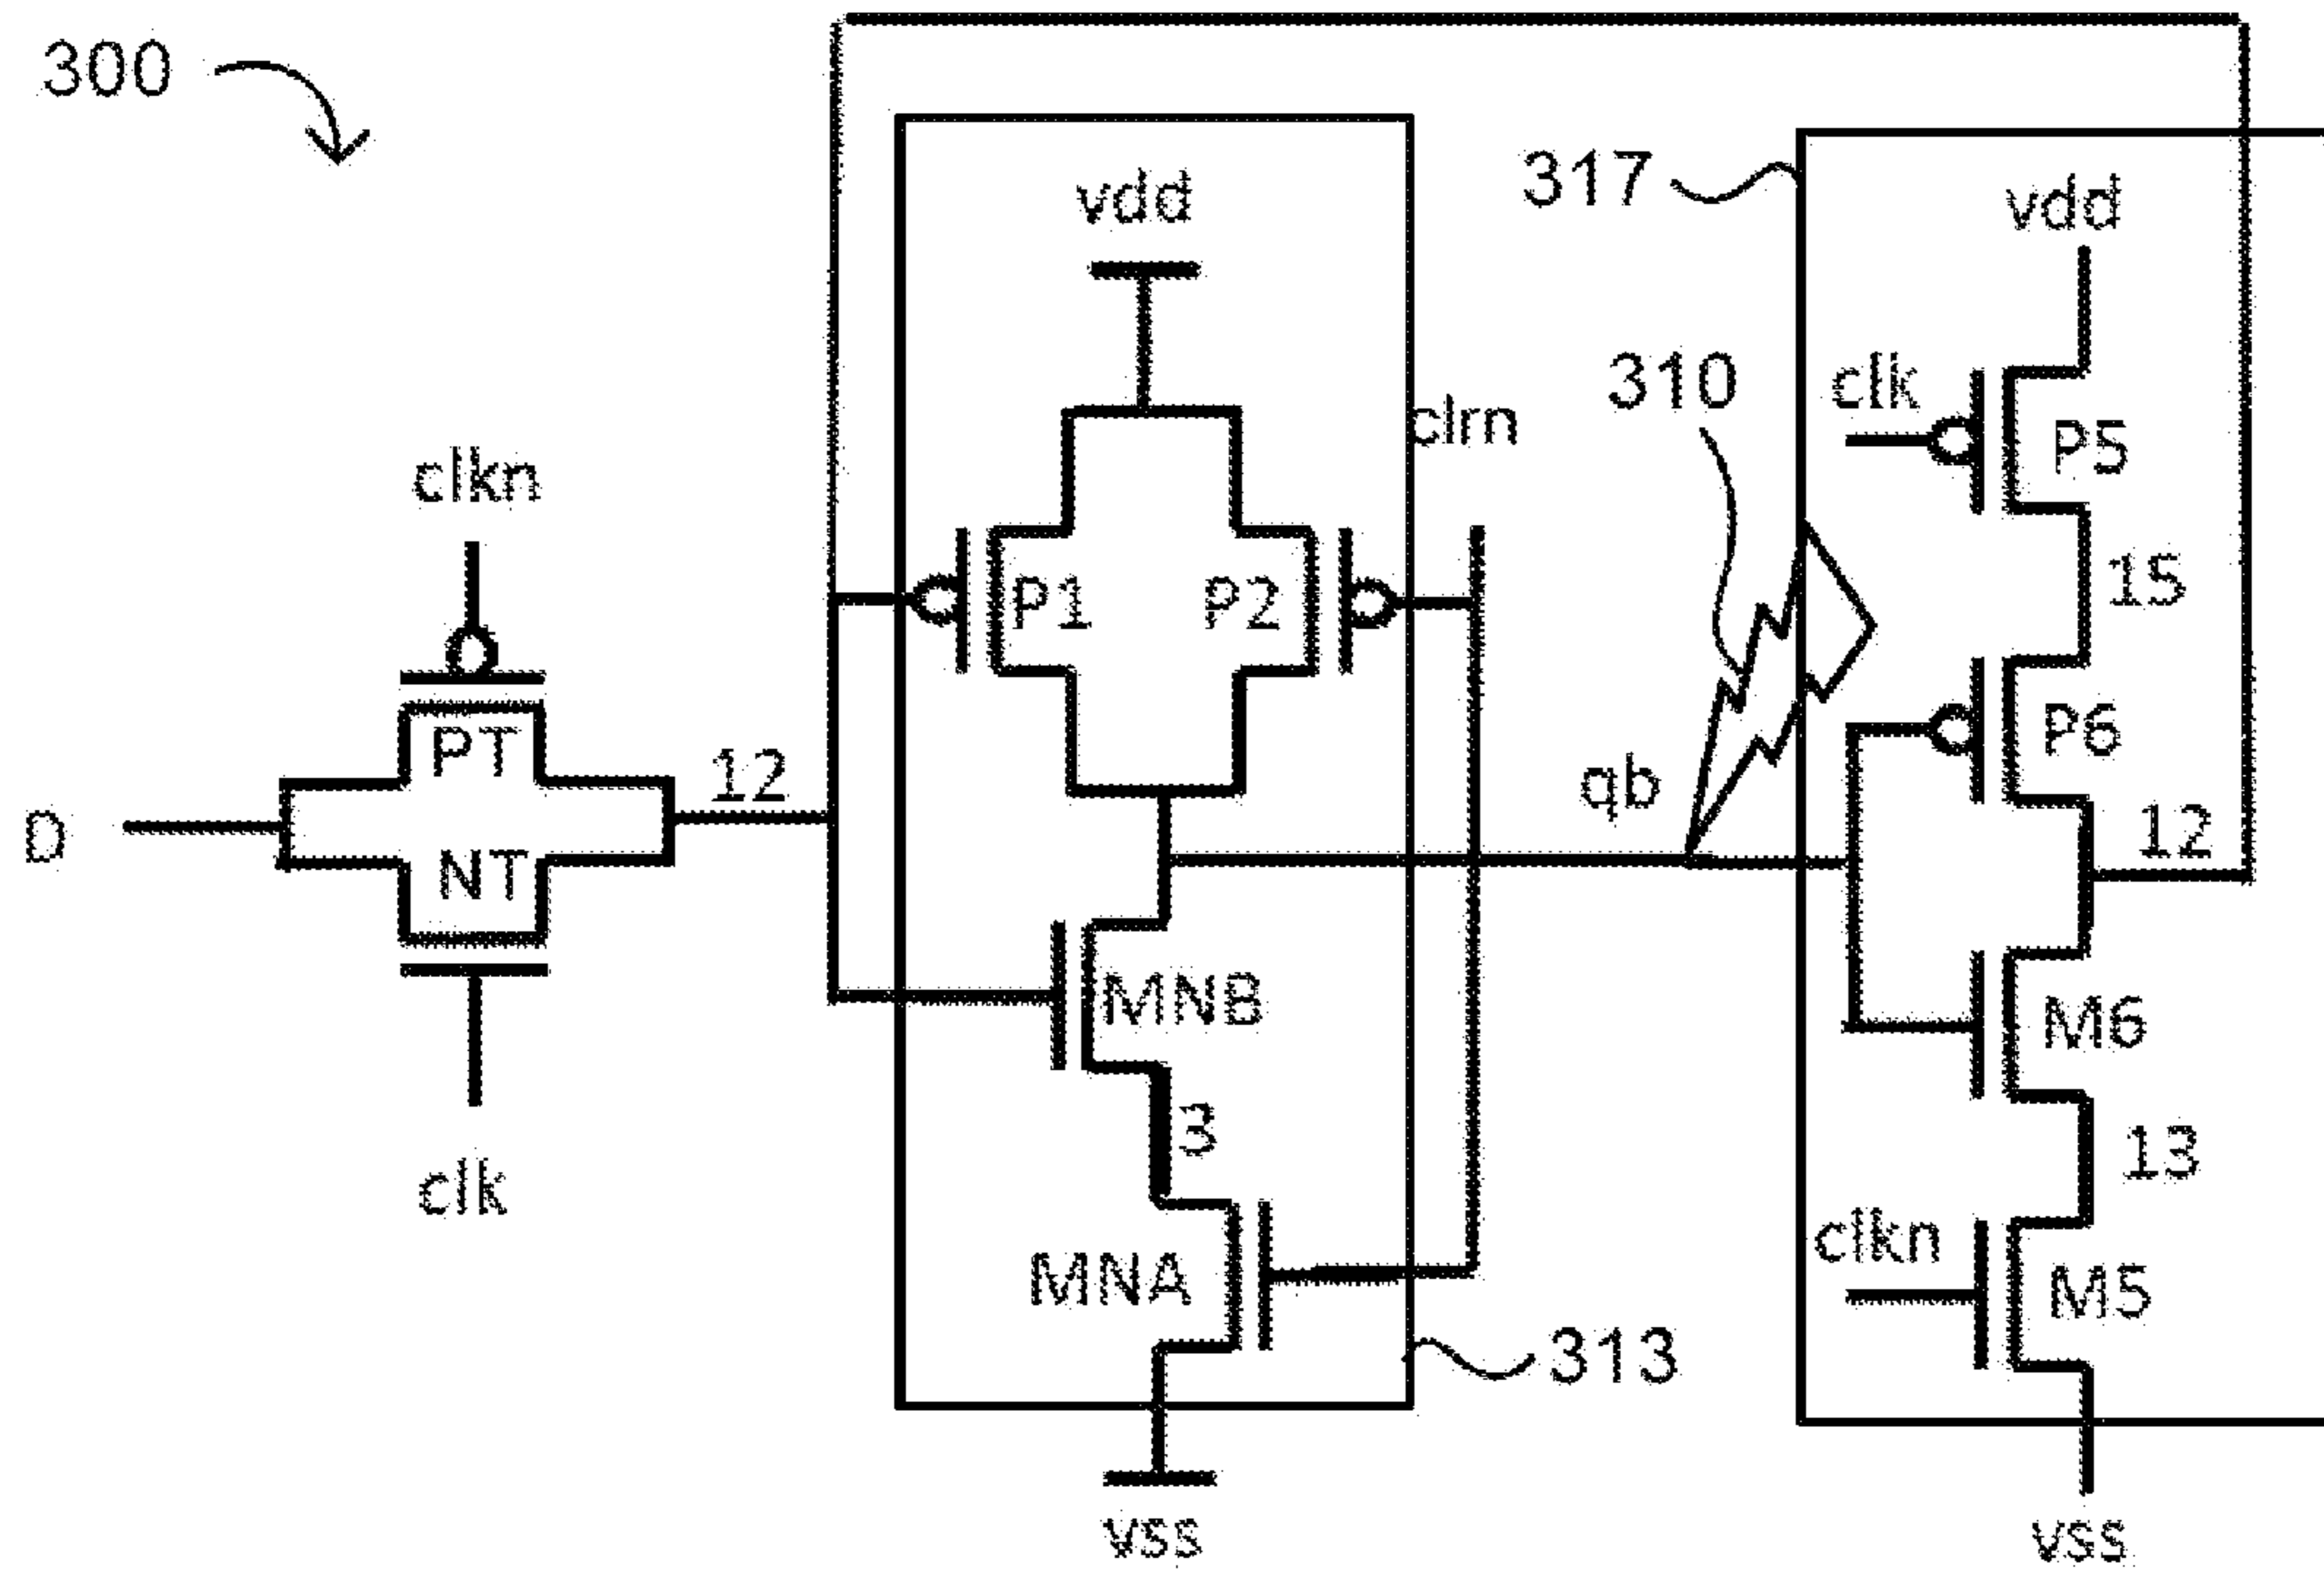 300
317
vdd
vdd
310
clk
clrn
P5
clkn
15
P1
P2
PT
12
qb
P6
D
12
NT
MNB
M6
3
13
clkn
MNA
M5
clk
313
vss
vss